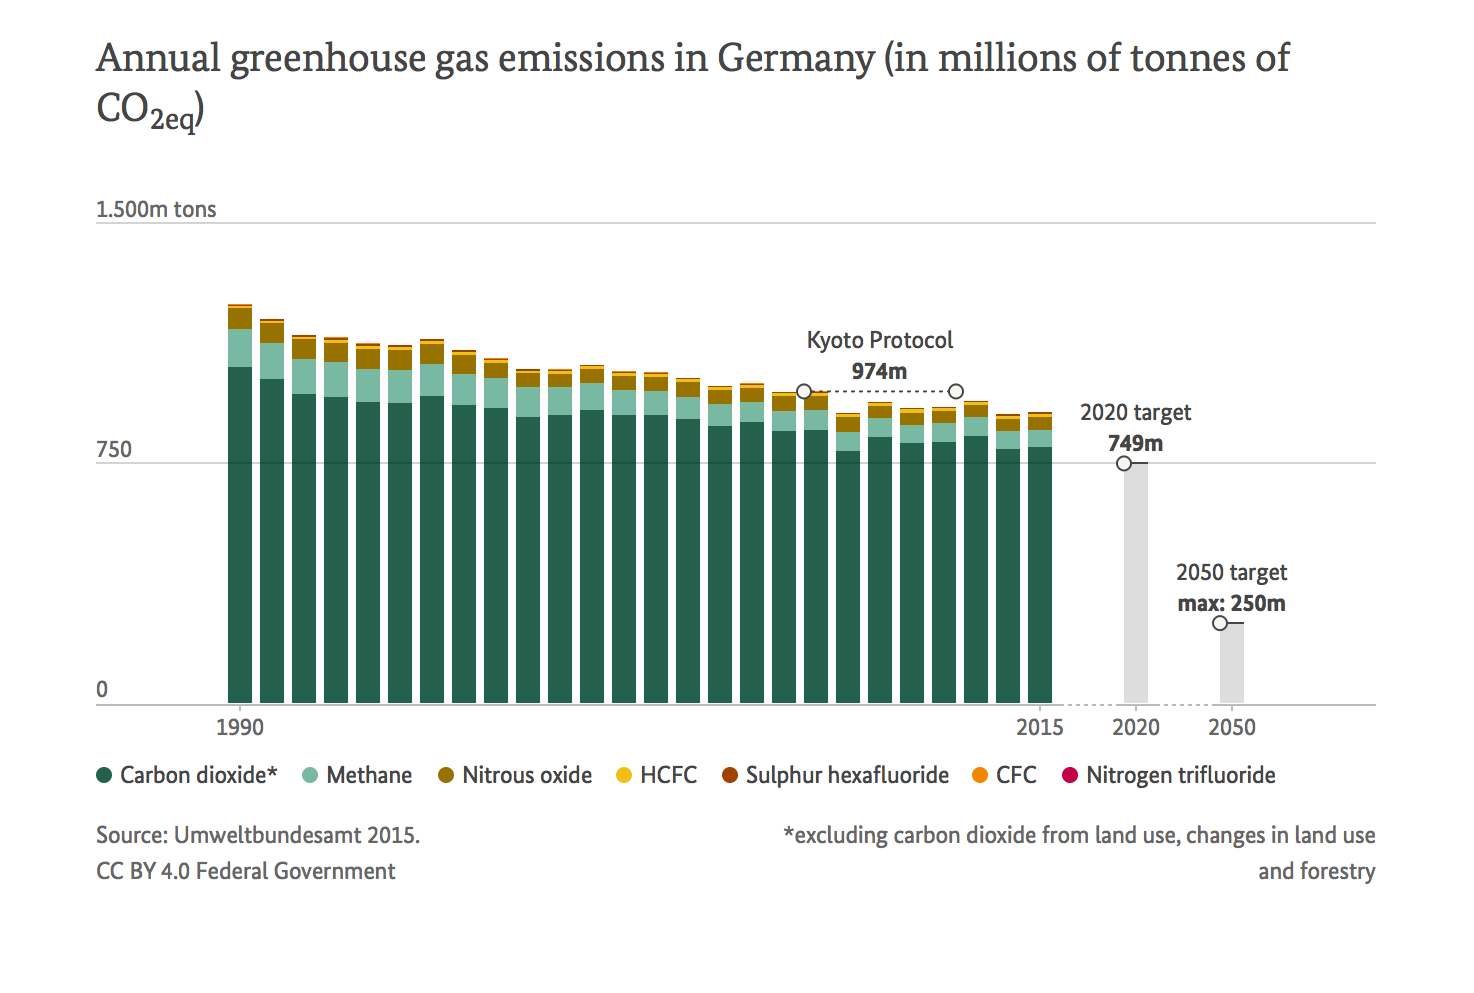 Annual greenhouse gas emissions in Germany (in millions of tonnes of
CO2eq)
1.500m tons
Kyoto Protocol
974m
2020 target
749m
750
2050 target
max: 250m
0
1990 2015 2020 2050
Carbon dioxide* Methane Nitrous oxide HCFC Sulphur hexafluoride CFC Nitrogen trifluoride
Source: Umweltbundesamt 2015.
CC BY 4.0 Federal Government
*excluding carbon dioxide from land use, changes in land use
and forestry